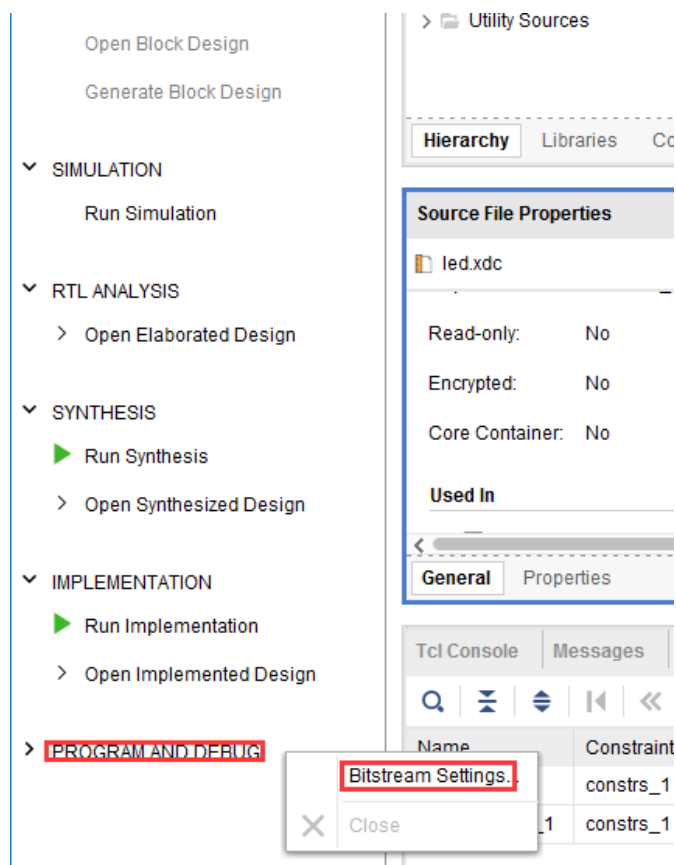 Open Block Design
Generate Block Design
SIMULATION
Run Simulation
RTL ANALYSIS
Open Elaborated Design
SYNTHESIS
Run Synthesis
Open Synthesized Design
IMPLEMENTATION
Run Implementation
Open Implemented Design
PROGRAM AND DEBUG
Bitstream Settings...
Close
Utility Sources
Hierarchy Libraries Co
Source File Properties
led.xdc
Read-only: No
Encrypted: No
Core Container: No
Used In
General Properties
Tcl Console Messages
Name Constraint
constrs_1
_1 constrs_1